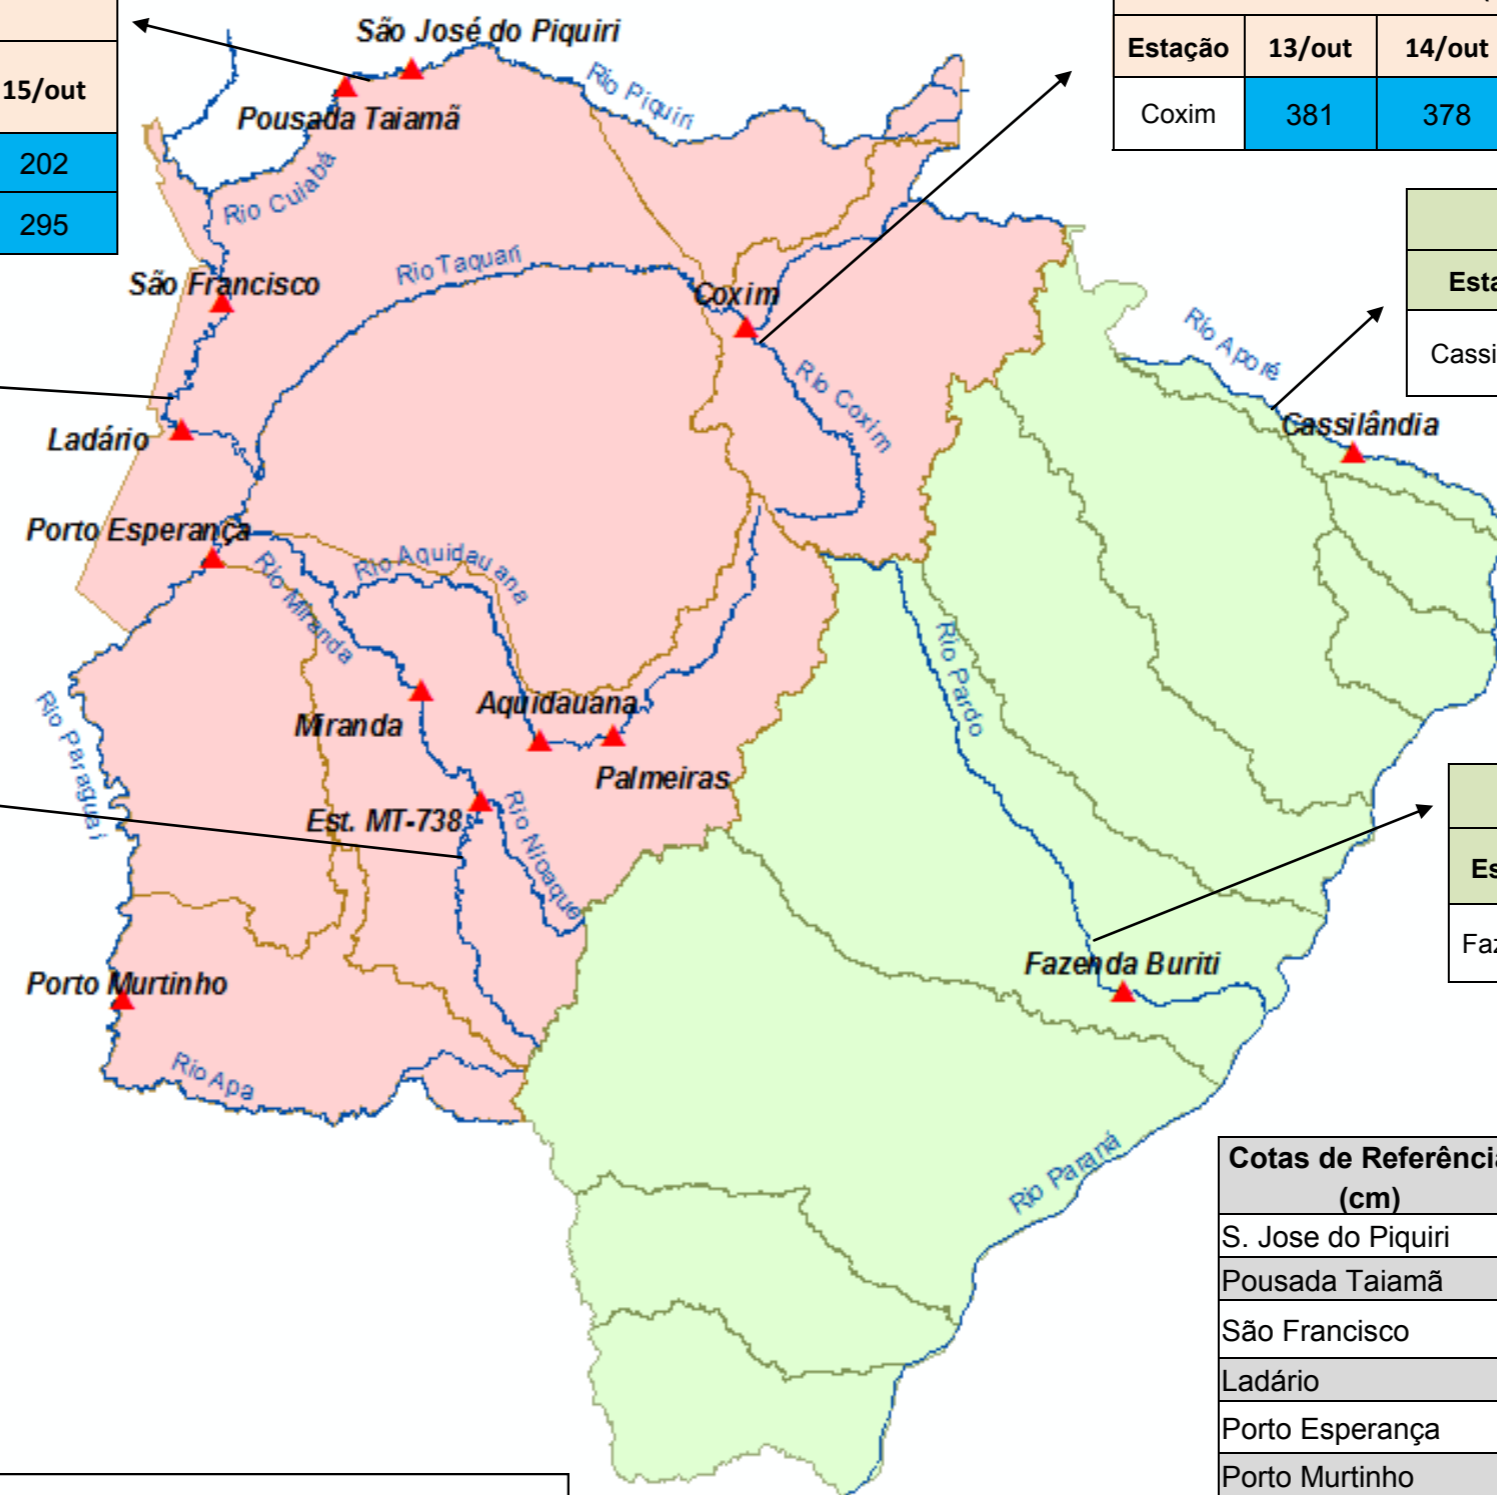 15/out
202
295
Estação 13/out 14/out
Coxim 381 378
São José do Piquiri
Pousada Taiamã
Rio Piquiri
Rio Cuiabá
São Francisco
Rio Taquari
Coxim
Rio Coxim
Rio Aporé
Cassilândia
Esta
Cassi
Ladário
Porto Esperança
Rio Miranda
Rio Aquidauana
Rio Pardo
Rio Paraguai
Miranda
Aquidauana
Palmeiras
Est. MT-738
Rio Nioaque
Es
Faz
Fazenda Buriti
Porto Murtinho
Rio Apa
Rio Paraná
Cotas de Referência
(cm)
S. Jose do Piquiri
Pousada Taiamã
São Francisco
Ladário
Porto Esperança
Porto Murtinho